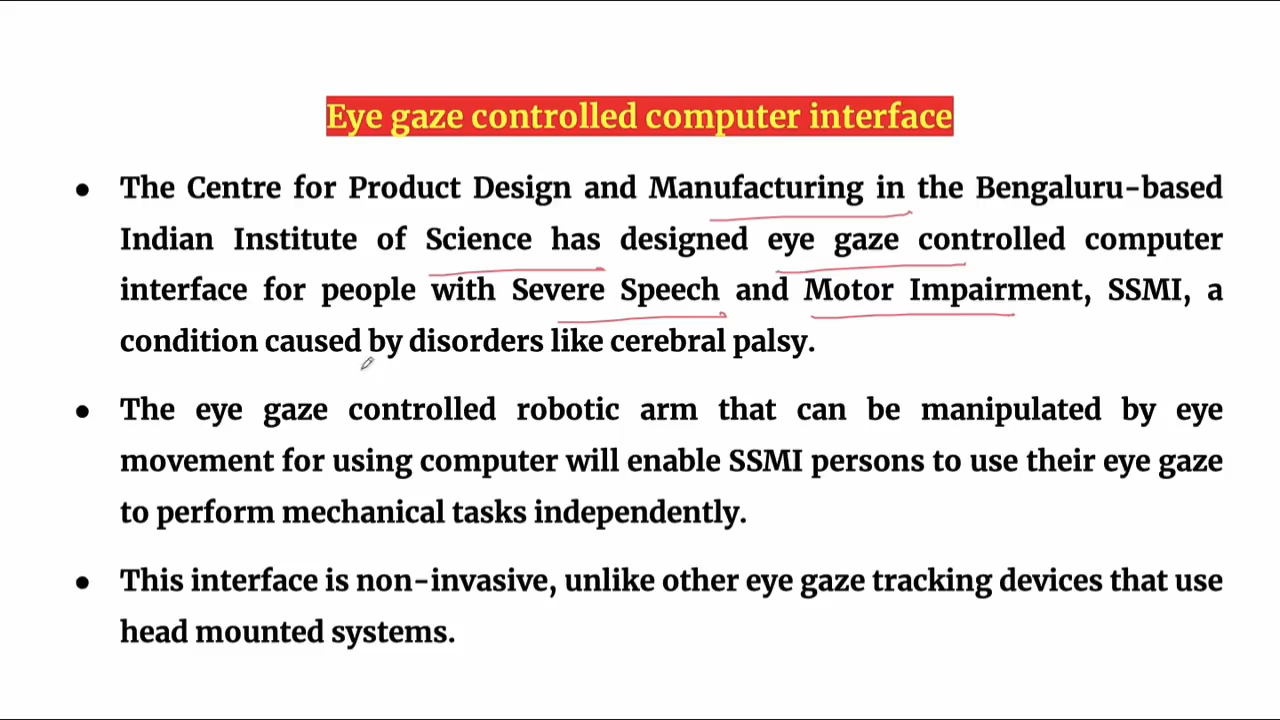 Eye gaze controlled computer interface
● The Centre for Product Design and Manufacturing in the Bengaluru-based
Indian Institute of Science has designed eye gaze controlled computer
interface for people with Severe Speech and Motor Impairment, SSMI, a
condition caused by disorders like cerebral palsy.
● The eye gaze controlled robotic arm that can be manipulated by eye
movement for using computer will enable SSMI persons to use their eye gaze
to perform mechanical tasks independently.
● This interface is non-invasive, unlike other eye gaze tracking devices that use
head mounted systems.